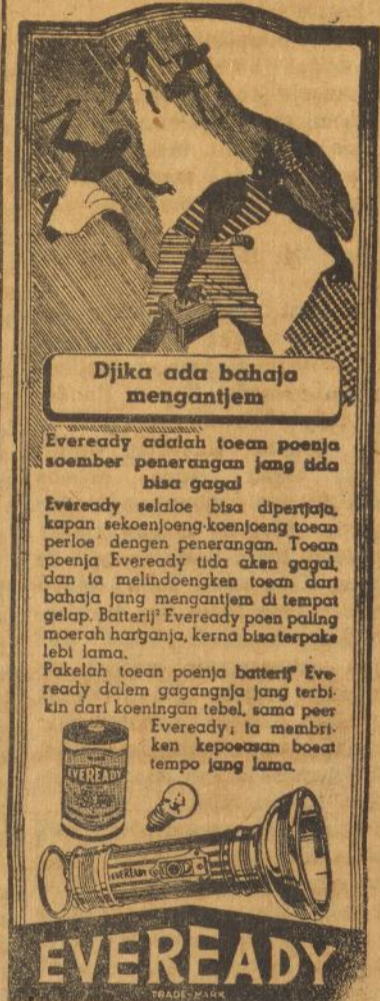 Djika ada bahaja
mengantjem
Eveready adalah toean poenja
soember penerangan jang tida
bisa gagal
Eveready selaloe bisa dipertjaja,
kapan sekoenjoeng-koenjoeng toean
perloe dengen penerangan. Toean
poenja Eveready tida aken gagal,
dan ia melindoengken toean dari
bahaja jang mengantjem di tempat
gelap. Batterij² Eveready poen paling
moerah harganja, kerna bisa terpake
lebi lama.
Pakelah toean poenja batterij² Eve-
ready dalem gagangnja jang terbi-
kin dari koeningan tebel, sama peer
Eveready; ia membri-
ken kepoeasan boeat
tempo jang lama.
EVEREADY
EVEREADY
EVEREADY
TRADE-MARK